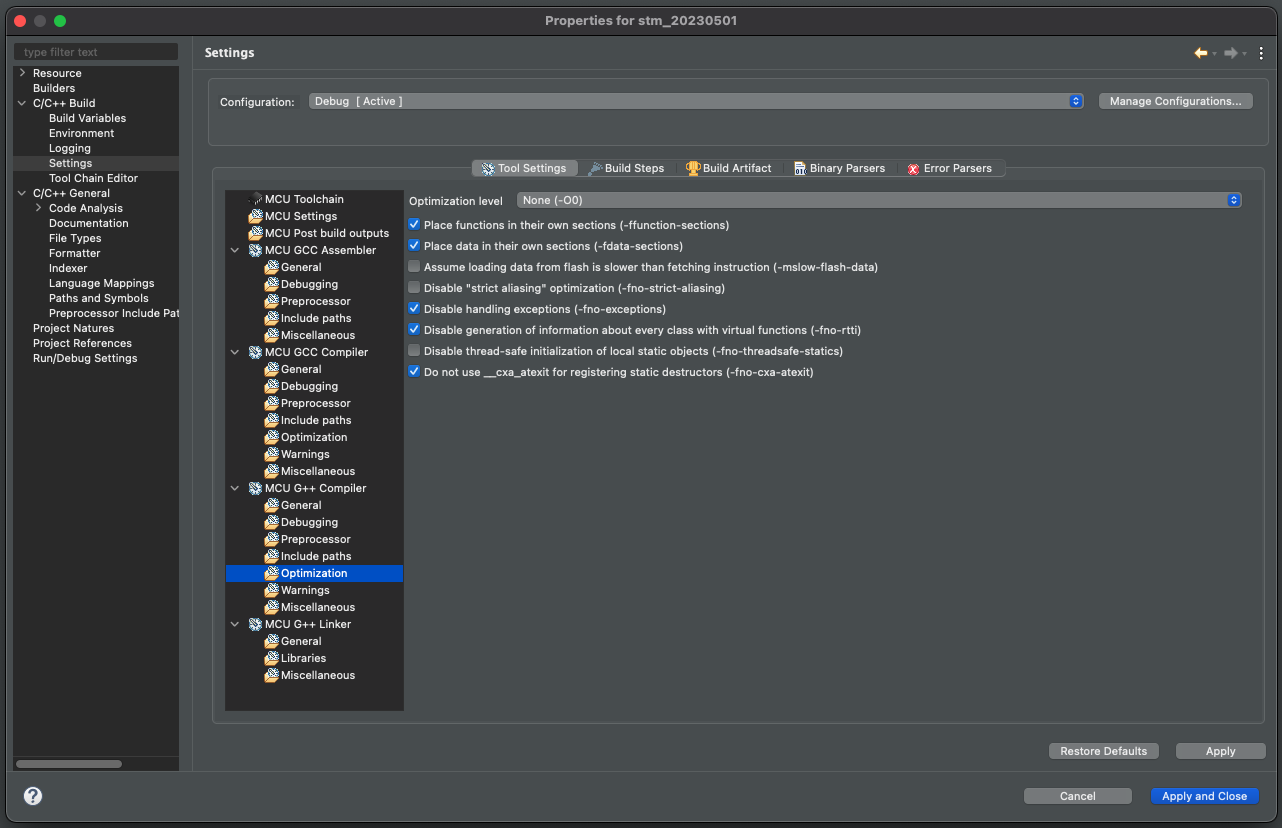 Properties for stm_20230501
type filter text
Resource
Builders
C/C++ Build
Build Variables
Environment
Logging
Settings
Tool Chain Editor
C/C++ General
Code Analysis
Documentation
File Types
Formatter
Indexer
Language Mappings
Paths and Symbols
Preprocessor Include Pat
Project Natures
Project References
Run/Debug Settings
Settings
Configuration:
Debug [ Active ]
Manage Configurations...
Tool Settings
Build Steps
Build Artifact
Binary Parsers
Error Parsers
MCU Toolchain
MCU Settings
MCU Post build outputs
MCU GCC Assembler
General
Debugging
Preprocessor
Include paths
Miscellaneous
MCU GCC Compiler
General
Debugging
Preprocessor
Include paths
Optimization
Warnings
Miscellaneous
MCU G++ Compiler
General
Debugging
Preprocessor
Include paths
Optimization
Warnings
Miscellaneous
MCU G++ Linker
General
Libraries
Miscellaneous
Optimization level
None (-O0)
Place functions in their own sections (-ffunction-sections)
Place data in their own sections (-fdata-sections)
Assume loading data from flash is slower than fetching instruction (-mslow-flash-data)
Disable "strict aliasing" optimization (-fno-strict-aliasing)
Disable handling exceptions (-fno-exceptions)
Disable generation of information about every class with virtual functions (-fno-rtti)
Disable thread-safe initialization of local static objects (-fno-threadsafe-statics)
Do not use __cxa_atexit for registering static destructors (-fno-cxa-atexit)
Restore Defaults
Apply
?
Cancel
Apply and Close